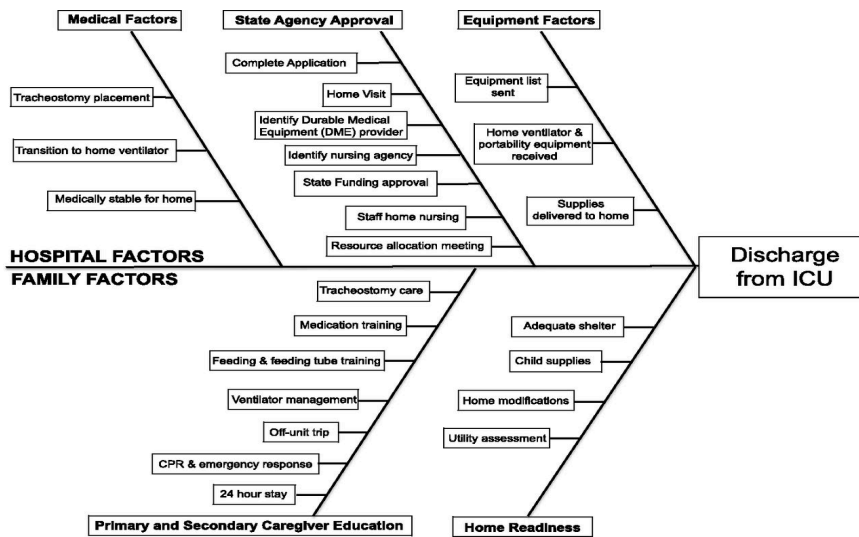 Medical Factors
State Agency Approval
Equipment Factors
Tracheostomy placement
Transition to home ventilator
Medically stable for home
Complete Application
Home Visit
Identify Durable Medical
Equipment (DME) provider
Identify nursing agency
State Funding approval
Staff home nursing
Resource allocation meeting
Equipment list
sent
Home ventilator &
portability equipment
received
Supplies
delivered to home
HOSPITAL FACTORS
FAMILY FACTORS
Discharge
from ICU
Tracheostomy care
Medication training
Feeding & feeding tube training
Ventilator management
Off-unit trip
CPR & emergency response
24 hour stay
Primary and Secondary Caregiver Education
Adequate shelter
Child supplies
Home modifications
Utility assessment
Home Readiness